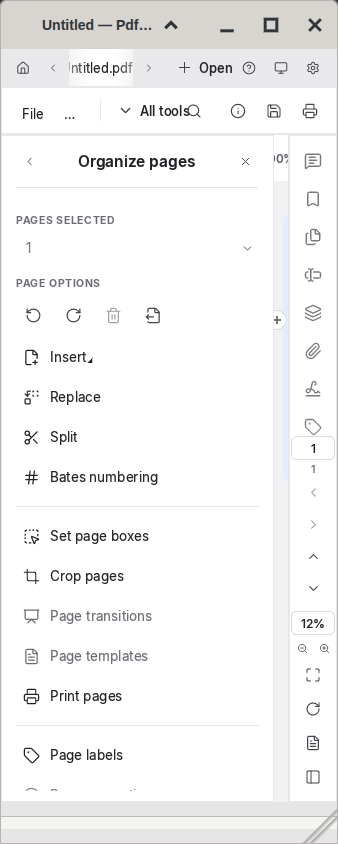 Untitled — Pdf...
Untitled.pdf
Open
File
...
All tools
Organize pages
PAGES SELECTED
1
PAGE OPTIONS
Insert
Replace
Split
Bates numbering
Set page boxes
Crop pages
Page transitions
Page templates
Print pages
Page labels
1
1
12%